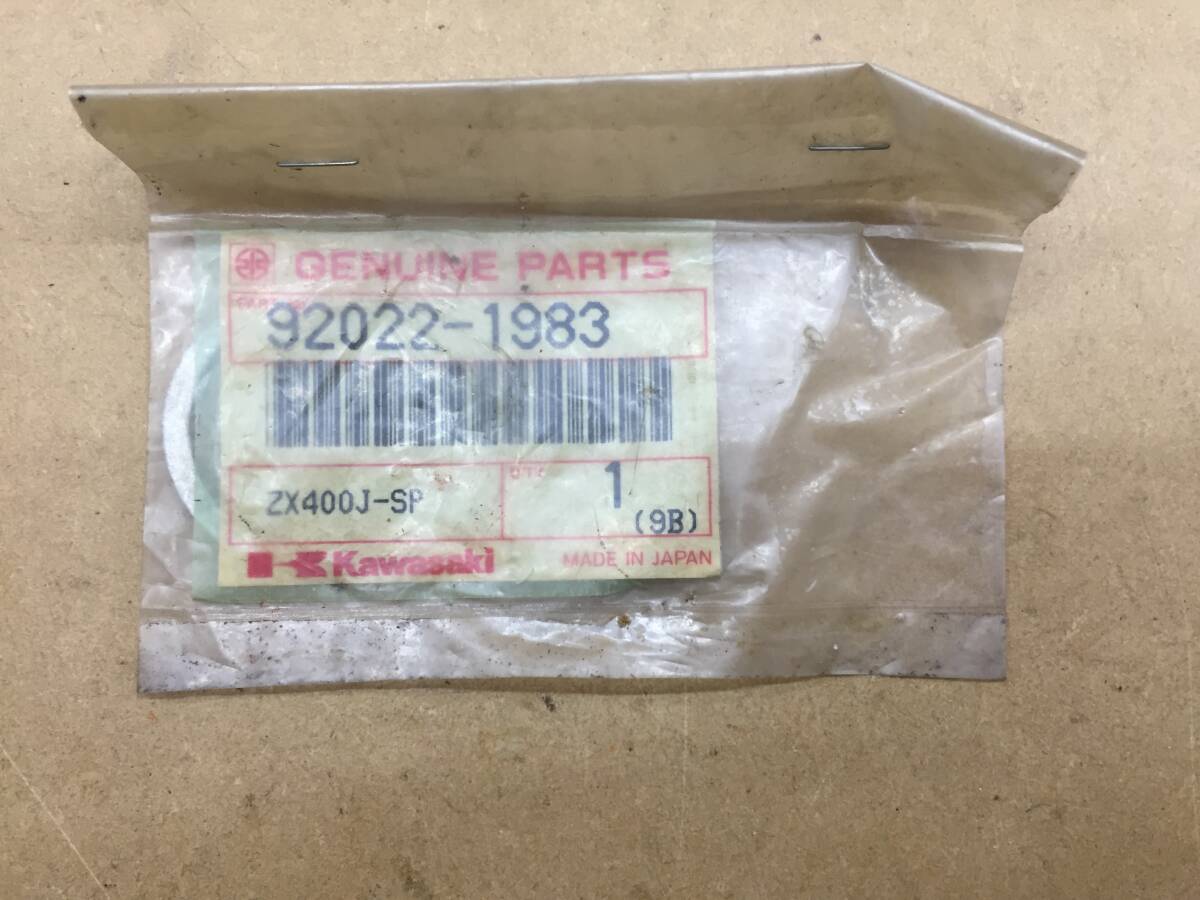 GENUINE PARTS
92022-1983
ZX400J-SP
1
(9B)
Kawasaki
MADE IN JAPAN